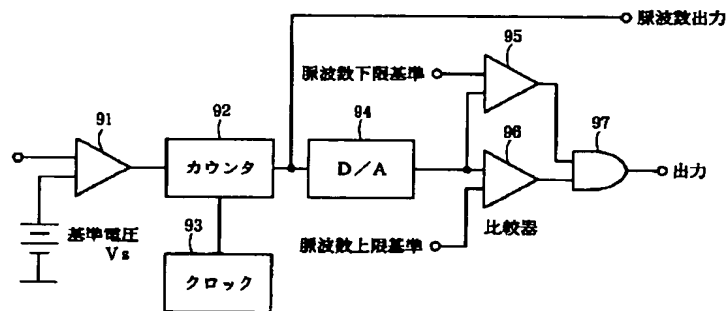 脈波数出力
95
脈波数下限基準
91
92
94
96
97
カウンタ
D/A
出力
基準電圧
Vs
93
比較器
脈波数上限基準
クロック